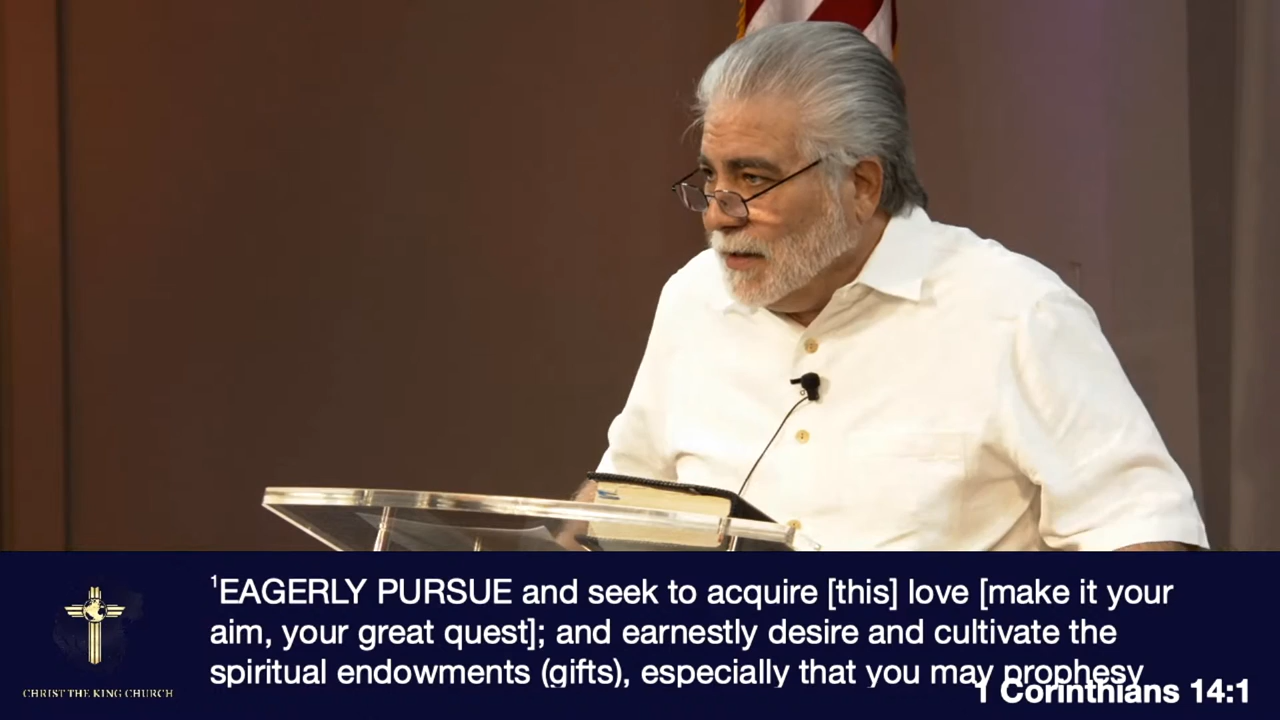 ¹EAGERLY PURSUE and seek to acquire [this] love [make it your
aim, your great quest]; and earnestly desire and cultivate the
spiritual endowments (gifts), especially that you may prophesy
1 Corinthians 14:1
CHRIST THE KING CHURCH